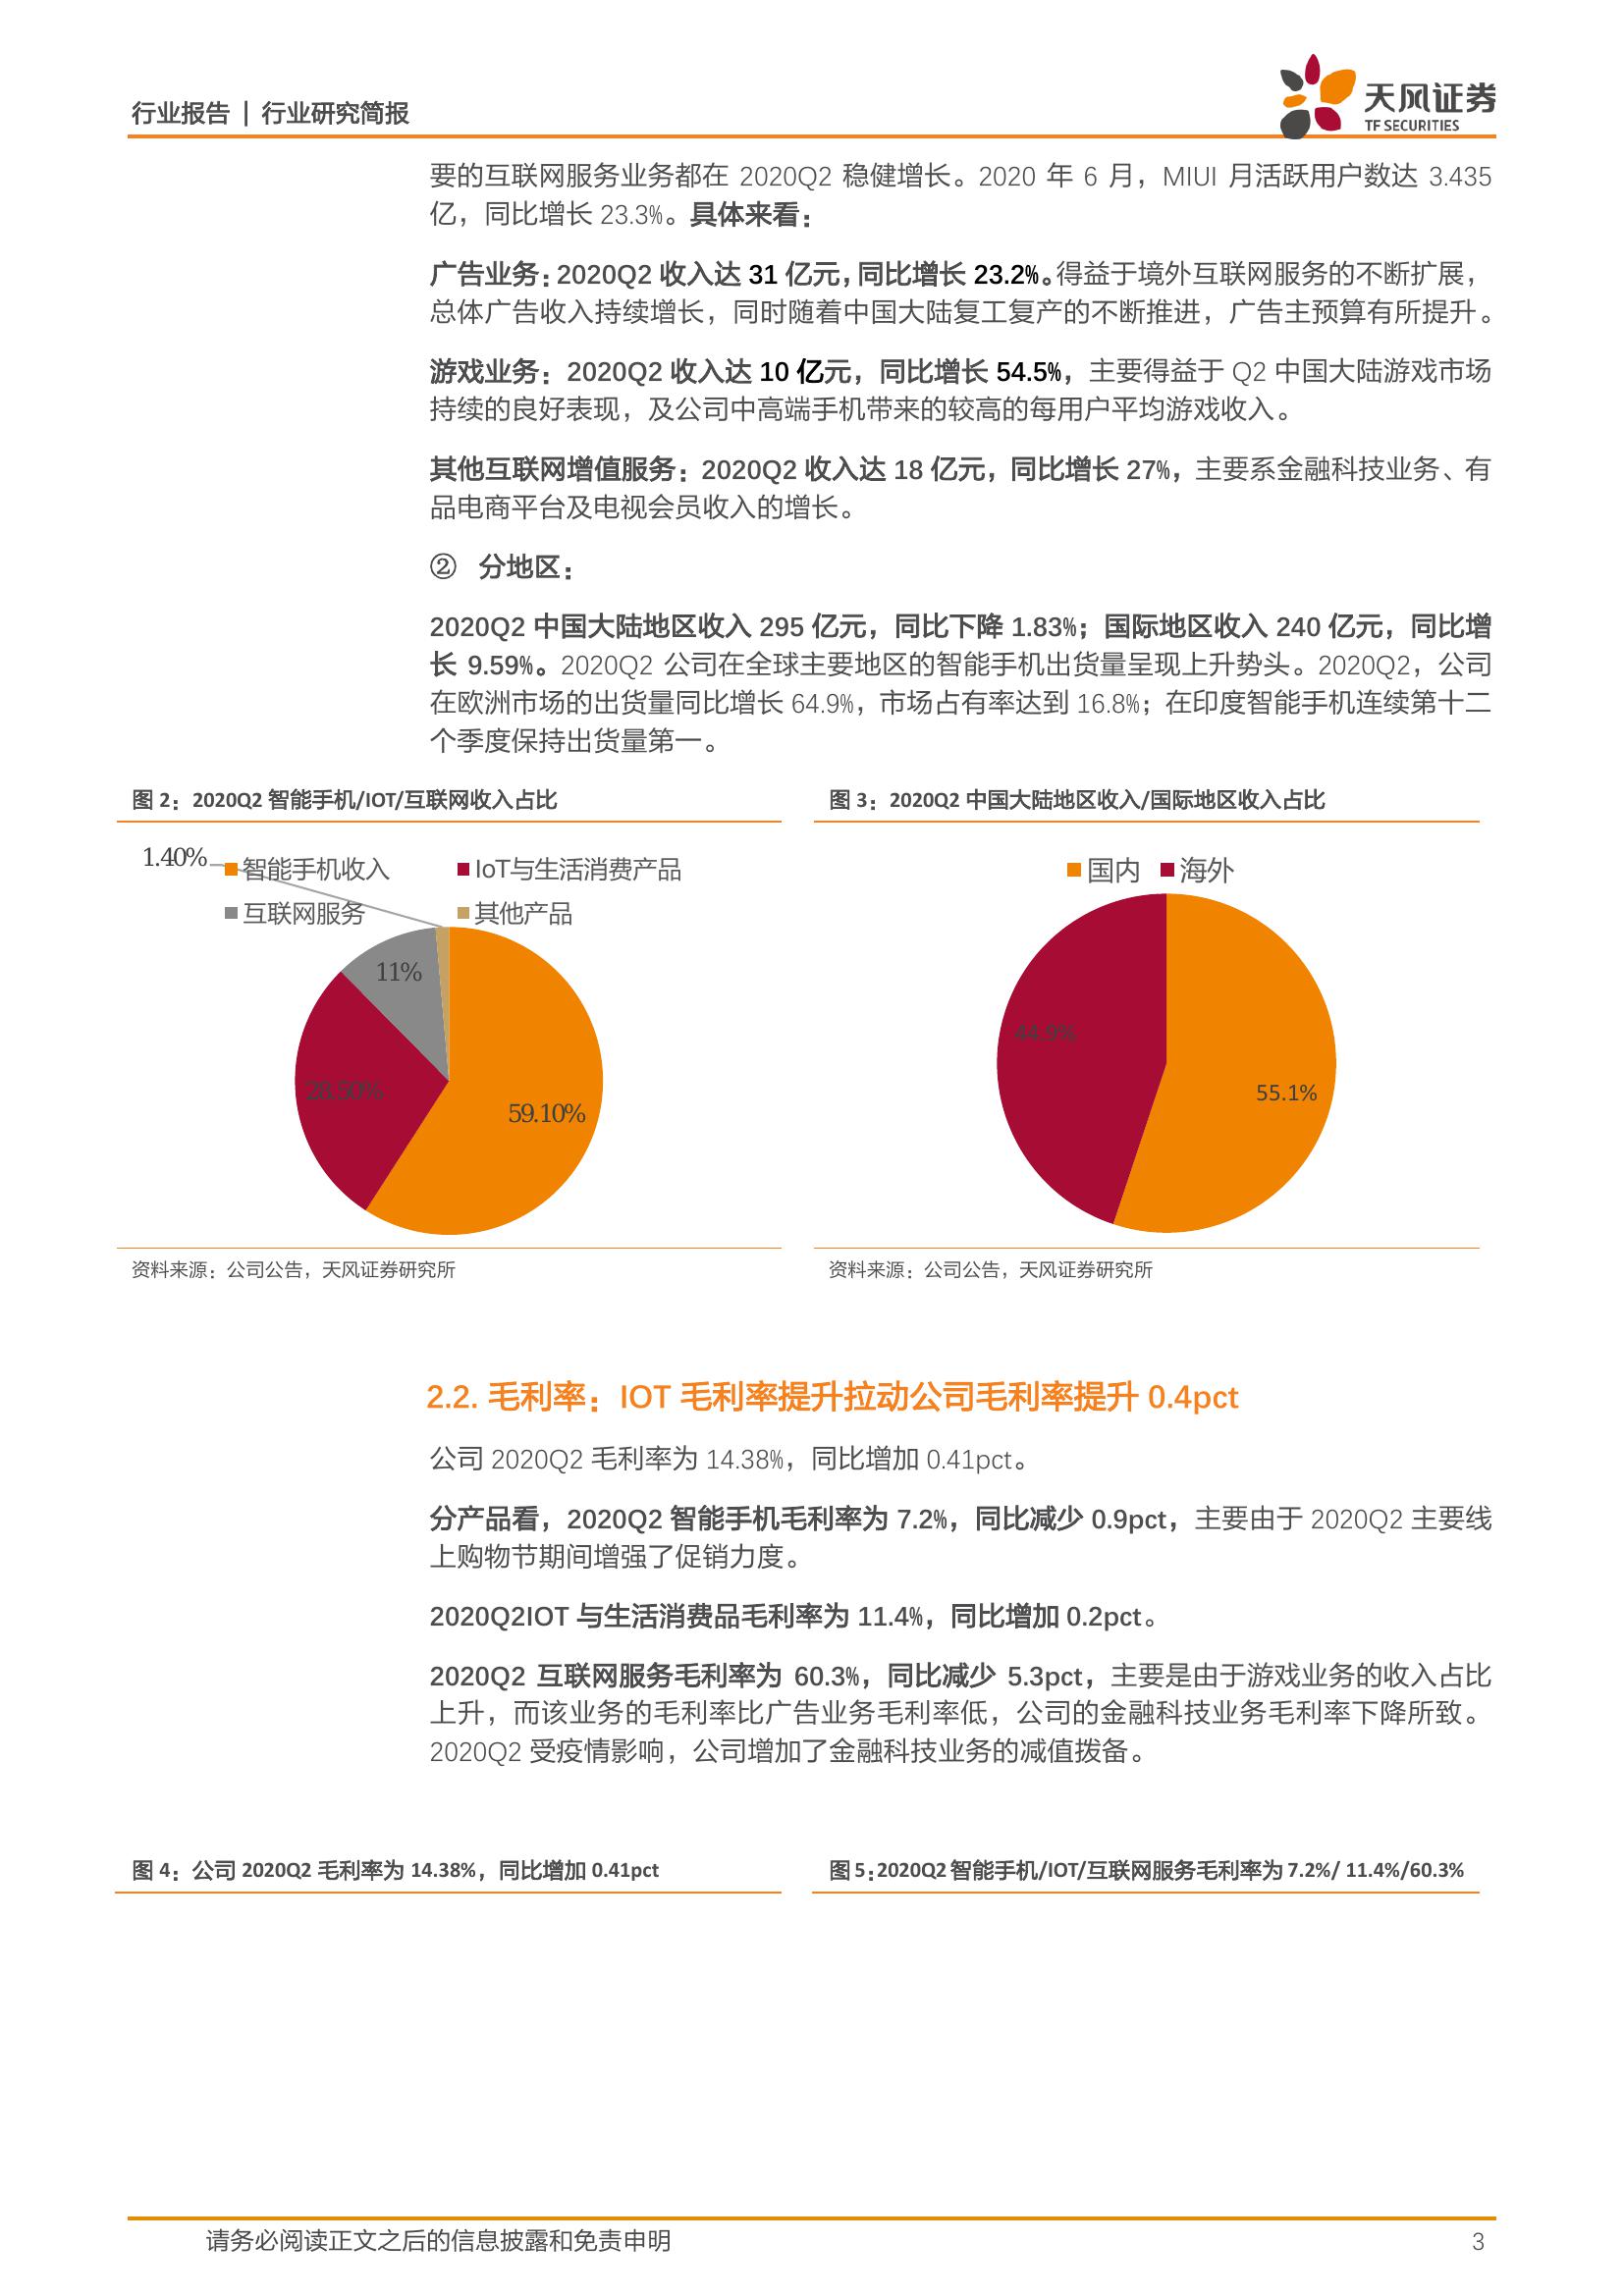 行业报告 | 行业研究简报
天风证券
TF SECURITIES
要的互联网服务业务都在 2020Q2 稳健增长。2020 年 6 月，MIUI 月活跃用户数达 3.435
亿，同比增长 23.3%。具体来看：
广告业务：2020Q2 收入达 31 亿元，同比增长 23.2%。得益于境外互联网服务的不断扩展，
总体广告收入持续增长，同时随着中国大陆复工复产的不断推进，广告主预算有所提升。
游戏业务：2020Q2 收入达 10 亿元，同比增长 54.5%，主要得益于 Q2 中国大陆游戏市场
持续的良好表现，及公司中高端手机带来的较高的每用户平均游戏收入。
其他互联网增值服务：2020Q2 收入达 18 亿元，同比增长 27%，主要系金融科技业务、有
品电商平台及电视会员收入的增长。
② 分地区：
2020Q2 中国大陆地区收入 295 亿元，同比下降 1.83%；国际地区收入 240 亿元，同比增
长 9.59%。2020Q2 公司在全球主要地区的智能手机出货量呈现上升势头。2020Q2，公司
在欧洲市场的出货量同比增长 64.9%，市场占有率达到 16.8%；在印度智能手机连续第十二
个季度保持出货量第一。
图 2：2020Q2 智能手机/IOT/互联网收入占比
1.40%
智能手机收入 IoT与生活消费产品
互联网服务 其他产品
11%
28.50%
59.10%
资料来源：公司公告，天风证券研究所
图 3：2020Q2 中国大陆地区收入/国际地区收入占比
国内 海外
44.9%
55.1%
资料来源：公司公告，天风证券研究所
2.2. 毛利率：IOT 毛利率提升拉动公司毛利率提升 0.4pct
公司 2020Q2 毛利率为 14.38%，同比增加 0.41pct。
分产品看，2020Q2 智能手机毛利率为 7.2%，同比减少 0.9pct，主要由于 2020Q2 主要线
上购物节期间增强了促销力度。
2020Q2IOT 与生活消费品毛利率为 11.4%，同比增加 0.2pct。
2020Q2 互联网服务毛利率为 60.3%，同比减少 5.3pct，主要是由于游戏业务的收入占比
上升，而该业务的毛利率比广告业务毛利率低，公司的金融科技业务毛利率下降所致。
2020Q2 受疫情影响，公司增加了金融科技业务的减值拨备。
图 4：公司 2020Q2 毛利率为 14.38%，同比增加 0.41pct
图 5：2020Q2 智能手机/IOT/互联网服务毛利率为 7.2%/ 11.4%/60.3%
请务必阅读正文之后的信息披露和免责申明
3